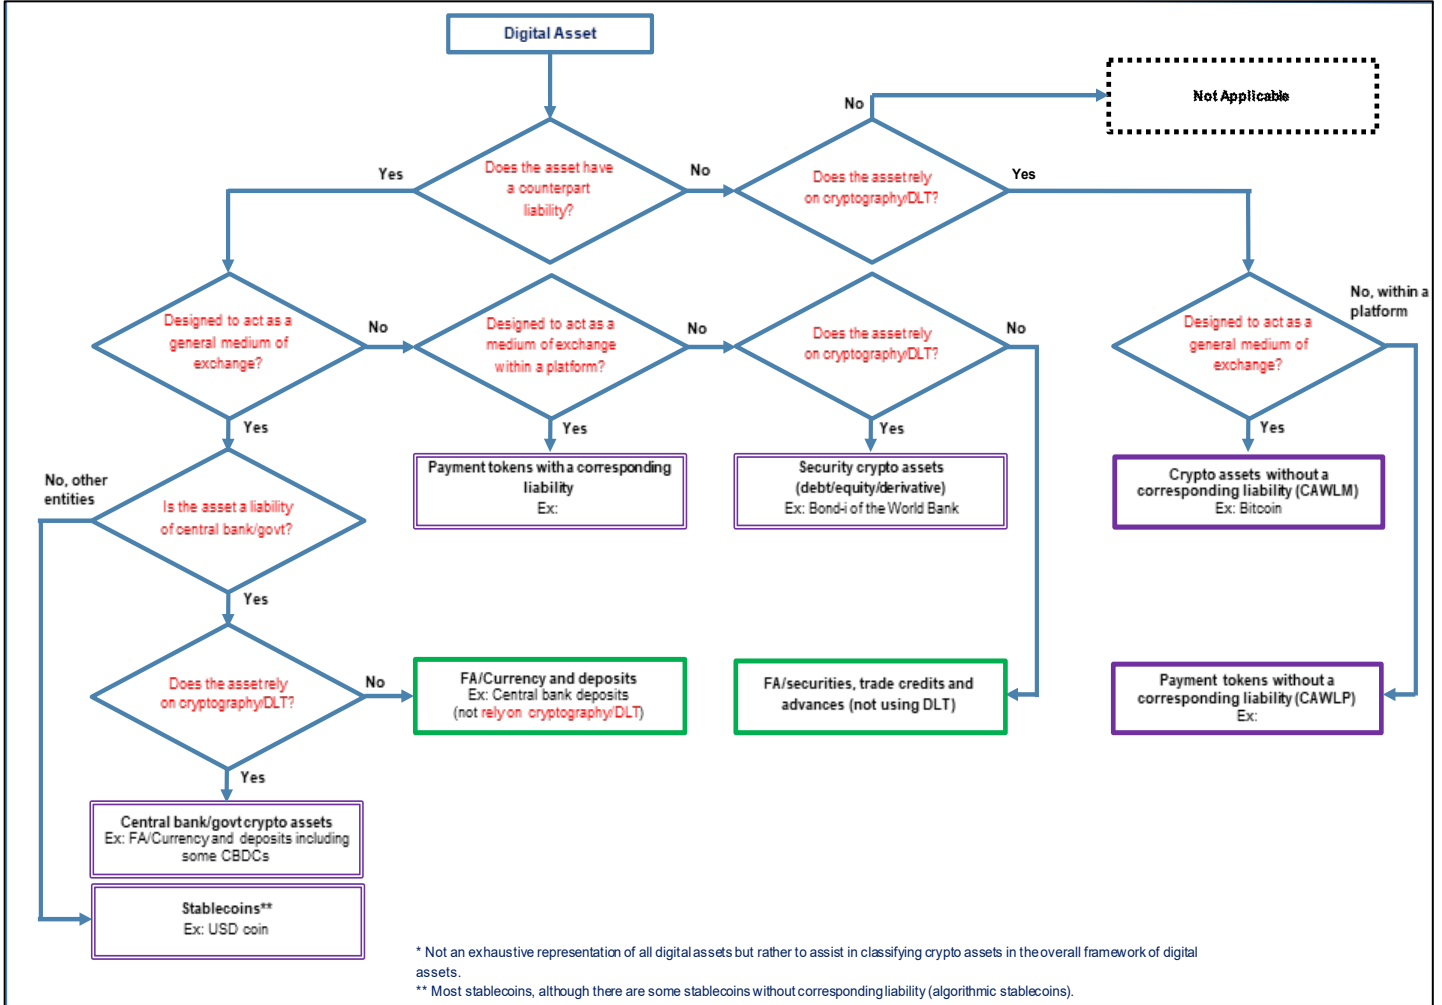 Digital Asset
Not Applicable
No
Yes
Does the asset have
a counterpart
liability?
No
Does the asset rely
on cryptography/DLT?
Yes
Designed to act as a
general medium of
exchange?
No
Designed to act as a
medium of exchange
within a platform?
No
Does the asset rely
on cryptography/DLT?
No
Designed to act as a
general medium of
exchange?
No, within a
platform
Yes
Yes
Yes
Yes
No, other
entities
Is the asset a liability
of central bank/govt?
Payment tokens with a corresponding
liability
Ex:
Security crypto assets
(debt/equity/derivative)
Ex: Bond-i of the World Bank
Crypto assets without a
corresponding liability (CAWLM)
Ex: Bitcoin
Yes
Does the asset rely
on cryptography/DLT?
No
FA/Currency and deposits
Ex: Central bank deposits
(not rely on cryptography/DLT)
FA/securities, trade credits and
advances (not using DLT)
Payment tokens without a
corresponding liability (CAWLP)
Ex:
Yes
Central bank/govt crypto assets
Ex: FA/Currency and deposits including
some CBDCs
Stablecoins**
Ex: USD coin
* Not an exhaustive representation of all digital assets but rather to assist in classifying crypto assets in the overall framework of digital
assets.
** Most stablecoins, although there are some stablecoins without corresponding liability (algorithmic stablecoins).